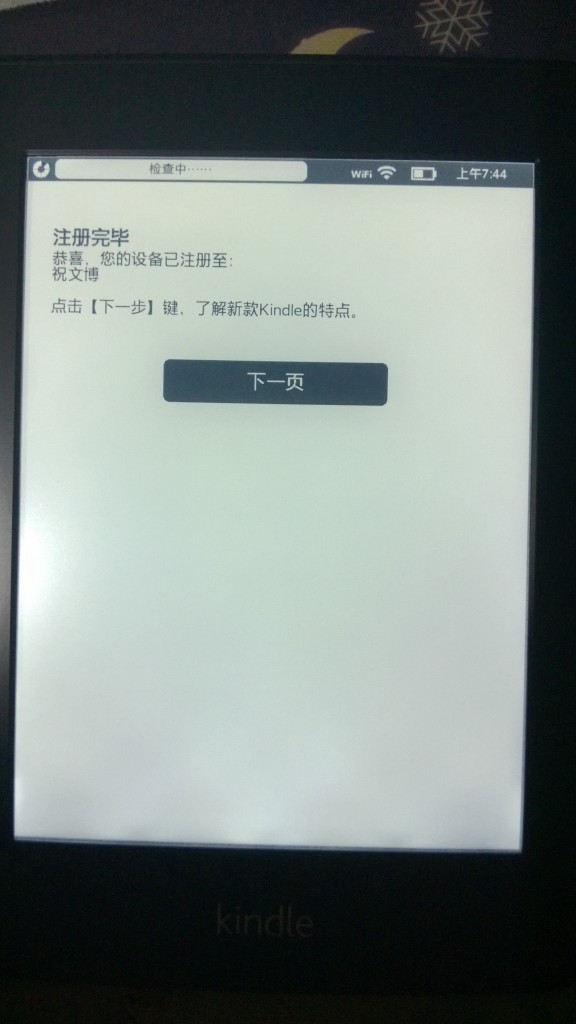 检查中……
WiFi
上午7:44
注册完毕
恭喜，您的设备已注册至：
祝文博
点击【下一步】键，了解新款Kindle的特点。
下一页
kindle